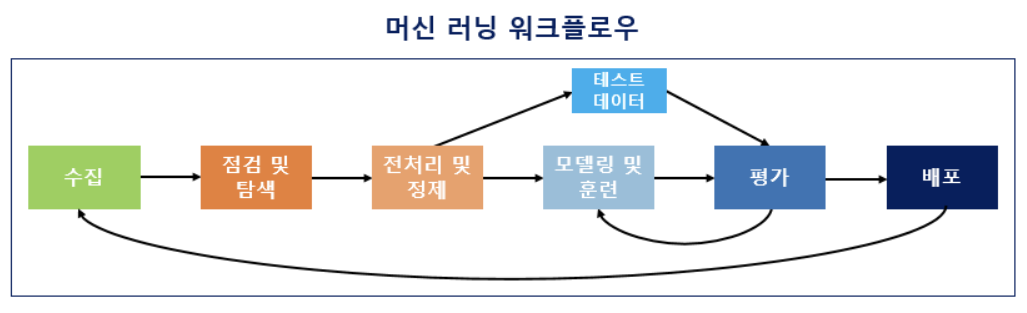 머신 러닝 워크플로우
테스트
데이터
수집
점검 및
탐색
전처리 및
정제
모델링 및
훈련
평가
배포